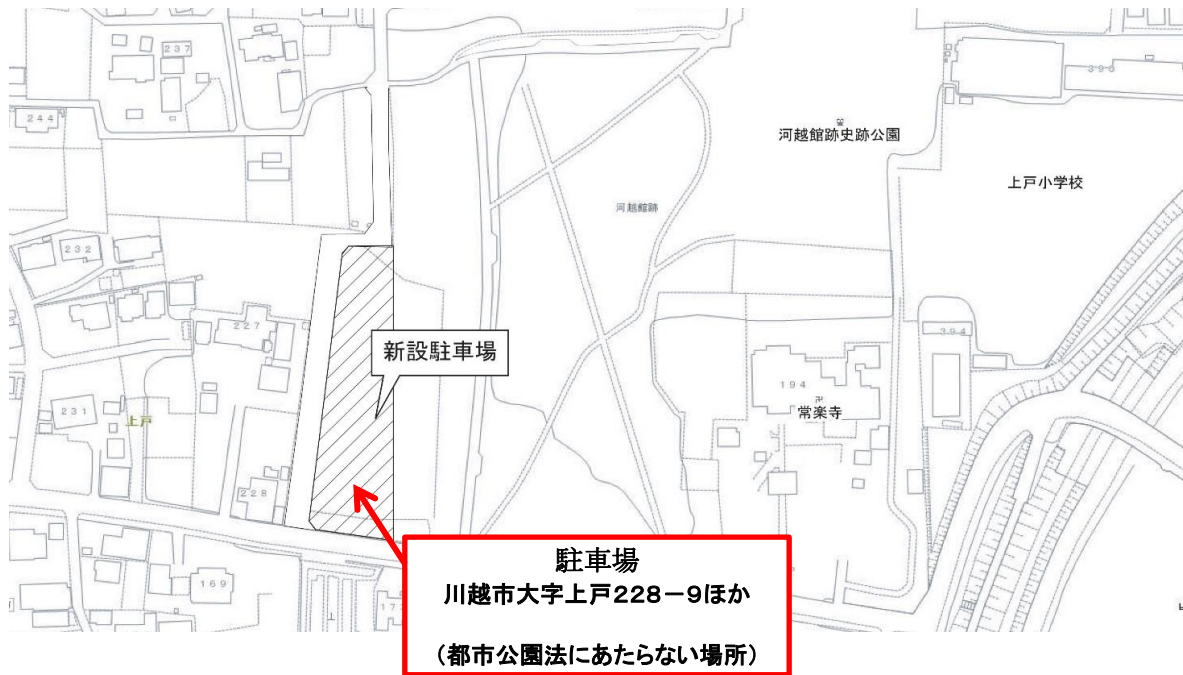 237
390
244
河越館跡史跡公園
上戸小学校
河越館跡
232
227
394
新設駐車場
194
卍
常楽寺
231
上戸
228
169
駐車場
川越市大字上戸228－9ほか
（都市公園法にあたらない場所）